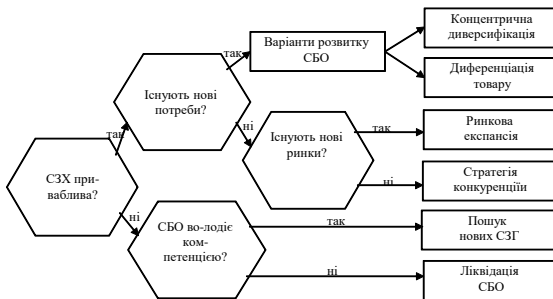 Концентрична
диверсифікація
так
Варіанти розвитку
СБО
Диференціація
товару
Існують нові
потреби?
ні
Існують нові
ринки?
так
Ринкова
експансія
так
СЗХ при-
ваблива?
ні
Стратегія
конкуренціїи
ні
СБО во-лодіє
ком-
петенцією?
так
Пошук
нових СЗГ
ні
Ліквідація
СБО